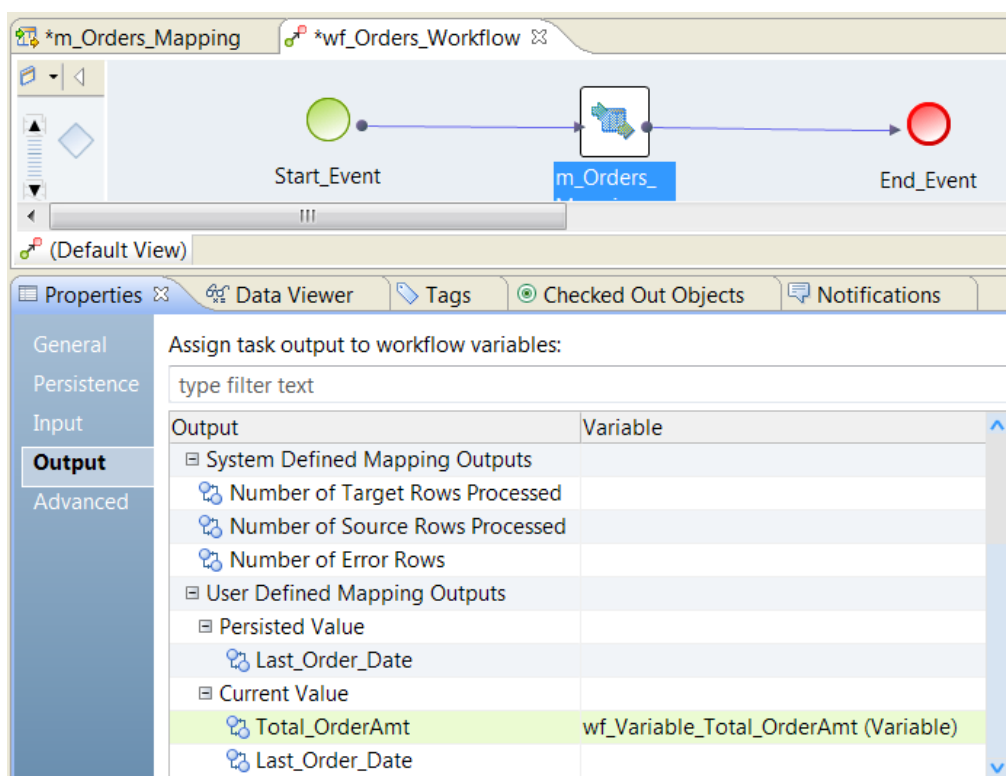 *m_Orders_Mapping *wf_Orders_Workflow
Start_Event
m_Orders_
End_Event
(Default View)
Properties Data Viewer Tags Checked Out Objects Notifications
General
Persistence
Input
Output
Advanced
Assign task output to workflow variables:
type filter text
Output Variable
System Defined Mapping Outputs
Number of Target Rows Processed
Number of Source Rows Processed
Number of Error Rows
User Defined Mapping Outputs
Persisted Value
Last_Order_Date
Current Value
Total_OrderAmt wf_Variable_Total_OrderAmt (Variable)
Last_Order_Date